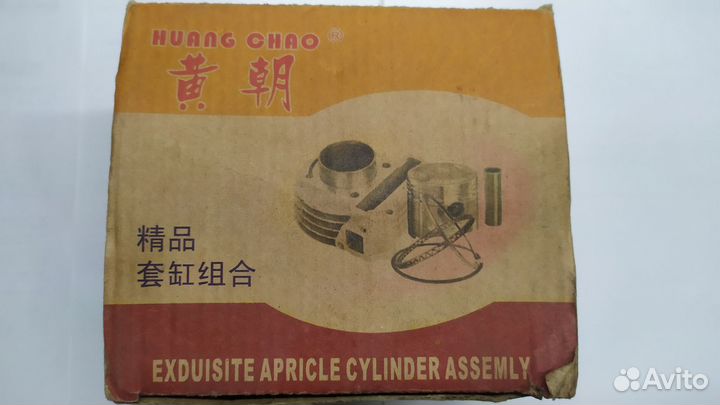 HUANG CHAO ®
黄朝
精品
套缸组合
EXDUISITE APRICLE CYLINDER ASSEMLY
Avito